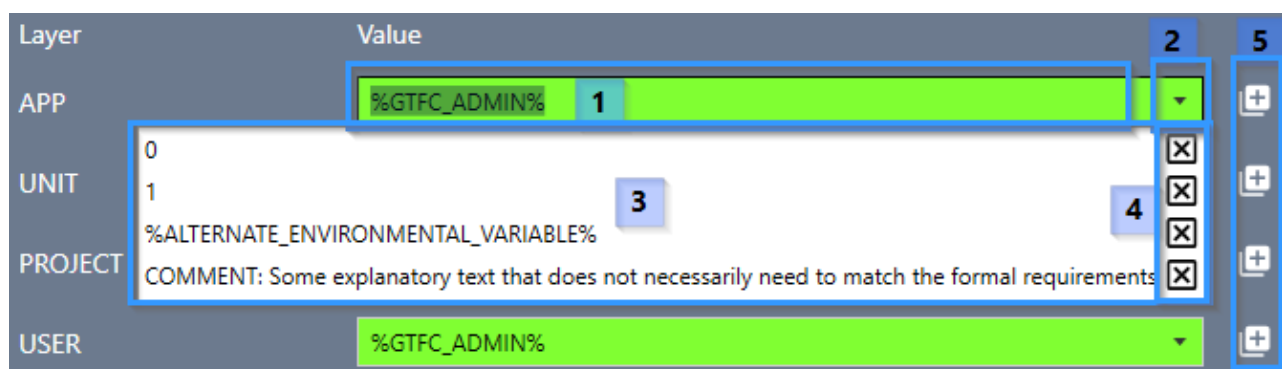 Layer Value 2 5
APP %GTFC_ADMIN% 1
0
UNIT 1 3 4
%ALTERNATE_ENVIRONMENTAL_VARIABLE%
PROJECT COMMENT: Some explanatory text that does not necessarily need to match the formal requirements
USER %GTFC_ADMIN%